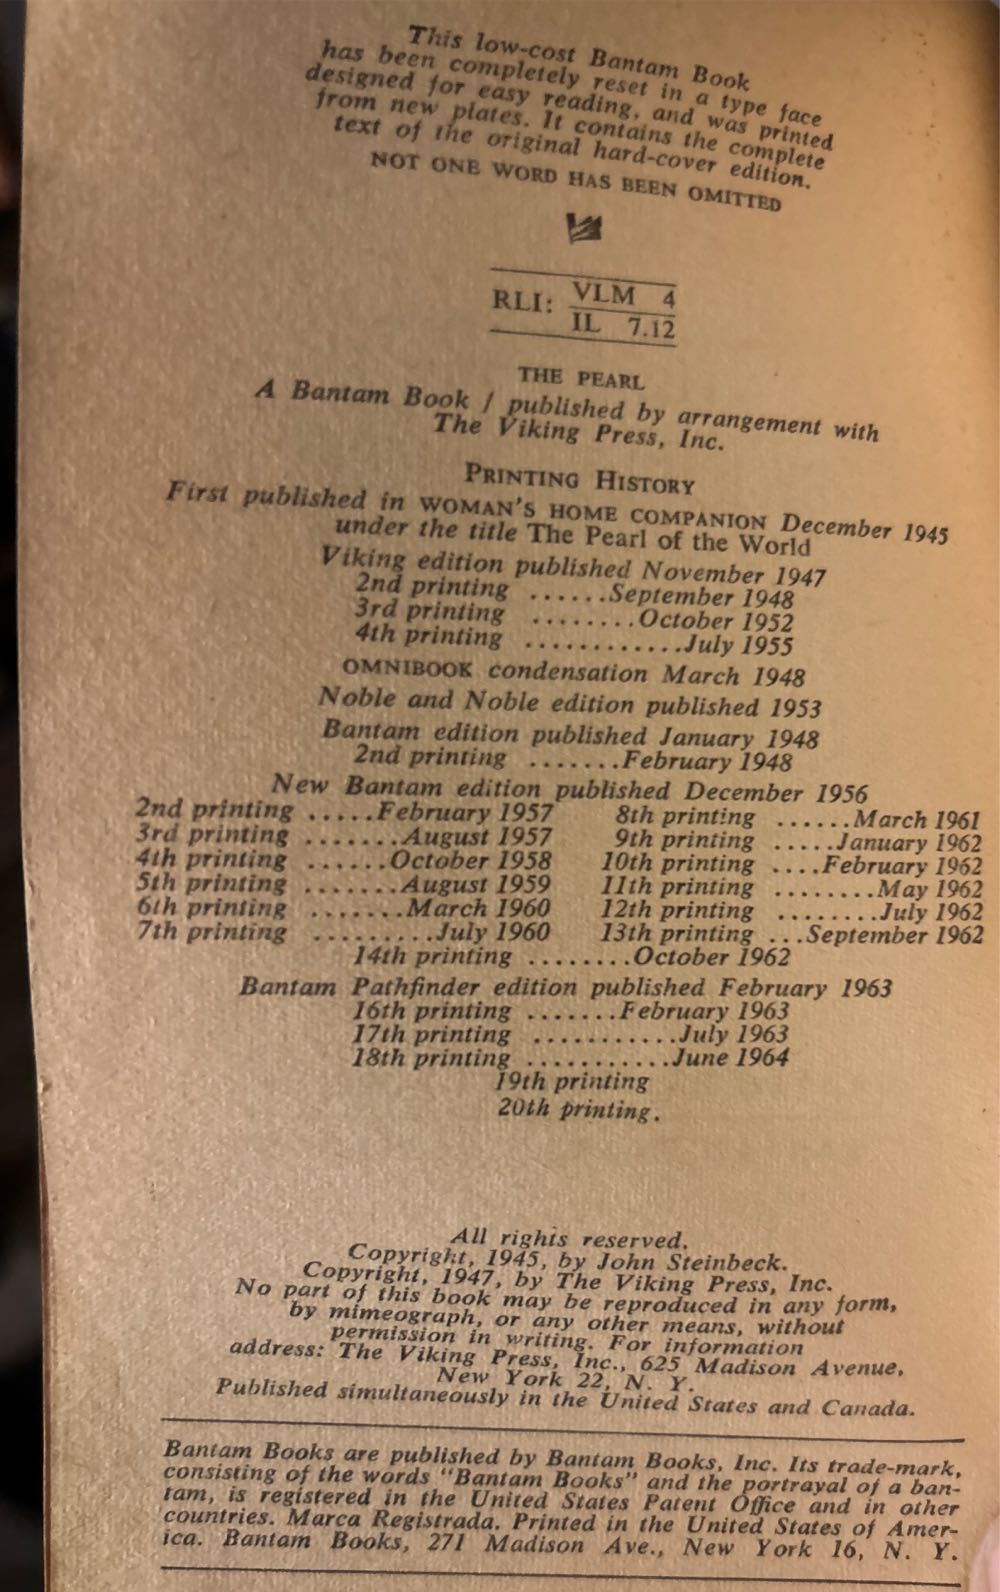 This low-cost Bantam Book
has been completely reset in a type face
designed for easy reading, and was printed
from new plates. It contains the complete
text of the original hard-cover edition.
NOT ONE WORD HAS BEEN OMITTED
RLI: VLM 4
IL 7.12
THE PEARL
A Bantam Book / published by arrangement with
The Viking Press, Inc.
PRINTING HISTORY
First published in WOMAN'S HOME COMPANION December 1945
under the title The Pearl of the World
Viking edition published November 1947
2nd printing ......September 1948
3rd printing ........October 1952
4th printing ............July 1955
OMNIBOOK condensation March 1948
Noble and Noble edition published 1953
Bantam edition published January 1948
2nd printing .......February 1948
New Bantam edition published December 1956
2nd printing .....February 1957 8th printing ......March 1961
3rd printing ........August 1957 9th printing .....January 1962
4th printing ......October 1958 10th printing ....February 1962
5th printing ........August 1959 11th printing ........May 1962
6th printing .......March 1960 12th printing ........July 1962
7th printing .........July 1960 13th printing ...September 1962
14th printing ........October 1962
Bantam Pathfinder edition published February 1963
16th printing .......February 1963
17th printing ...........July 1963
18th printing ...........June 1964
19th printing
20th printing.
All rights reserved.
Copyright, 1945, by John Steinbeck.
Copyright, 1947, by The Viking Press, Inc.
No part of this book may be reproduced in any form,
by mimeograph, or any other means, without
permission in writing. For information
address: The Viking Press, Inc., 625 Madison Avenue,
New York 22, N. Y.
Published simultaneously in the United States and Canada.
Bantam Books are published by Bantam Books, Inc. Its trade-mark,
consisting of the words "Bantam Books" and the portrayal of a ban-
tam, is registered in the United States Patent Office and in other
countries. Marca Registrada. Printed in the United States of Amer-
ica. Bantam Books, 271 Madison Ave., New York 16, N. Y.